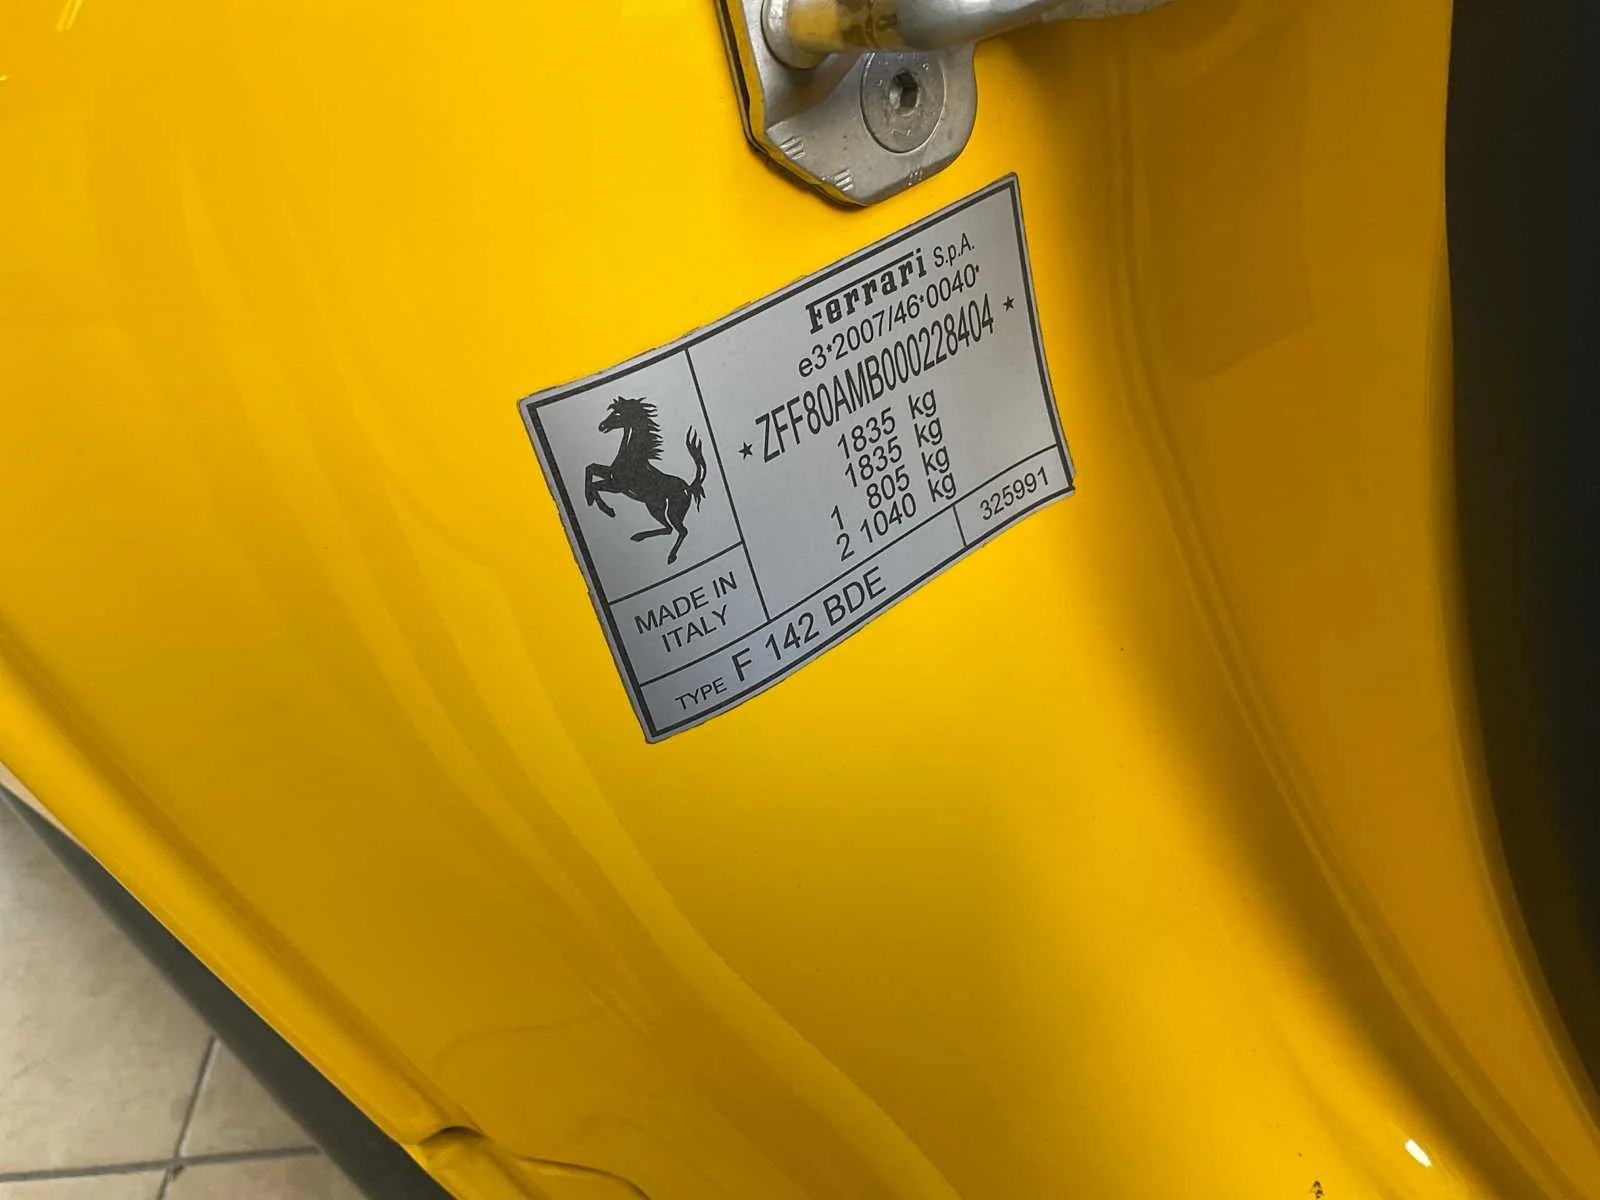 Ferrari S.p.A.
e3*2007/46*0040*
★ ZFF80AMB000228404 ★
1835 kg
1835 kg
1 805 kg
2 1040 kg
MADE IN
ITALY
TYPE F 142 BDE
325991